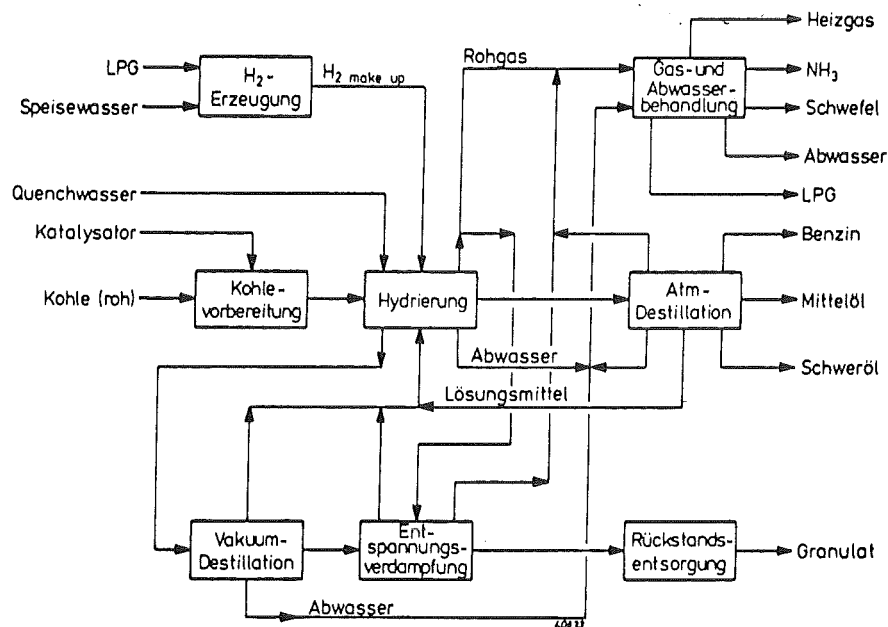 Heizgas
Rohgas
LPG
H₂-
Erzeugung
H₂ make up
Gas- und
Abwasser-
behandlung
NH₃
Speisewasser
Schwefel
Abwasser
Quenchwasser
LPG
Katalysator
Benzin
Kohle (roh)
Kohle-
vorbereitung
Hydrierung
Atm-
Destillation
Mittelöl
Abwasser
Schweröl
Lösungsmittel
Vakuum-
Destillation
Ent-
spannungs-
verdampfung
Rückstands-
entsorgung
Granulat
Abwasser